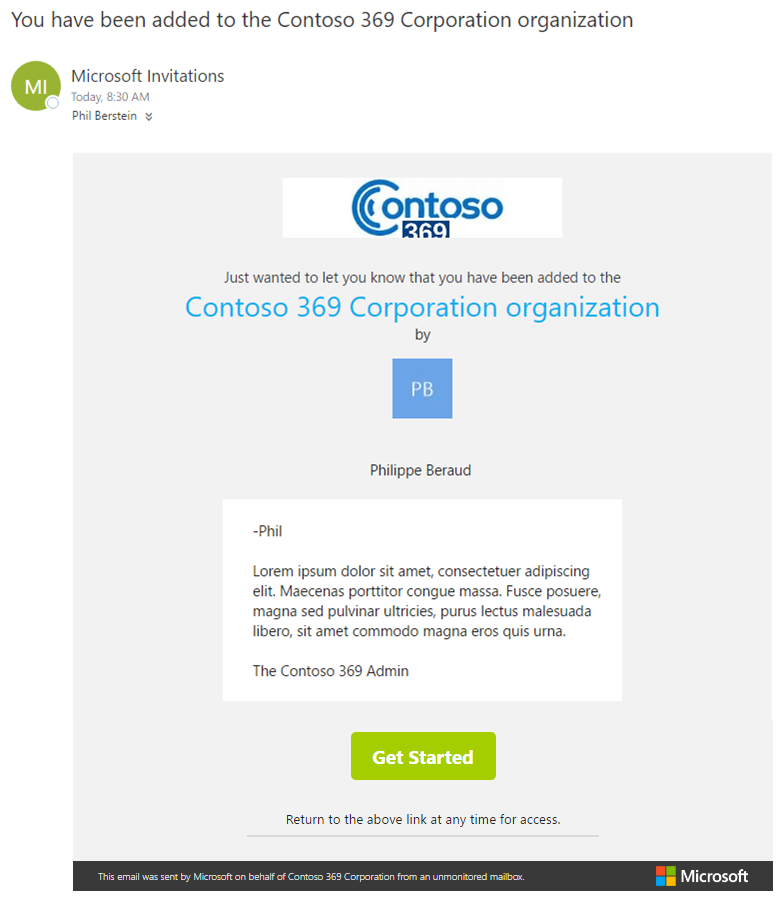 You have been added to the Contoso 369 Corporation organization
MI
Microsoft Invitations
Today, 8:30 AM
Phil Berstein
Contoso
369
Just wanted to let you know that you have been added to the
Contoso 369 Corporation organization
by
PB
Philippe Beraud
-Phil
Lorem ipsum dolor sit amet, consectetuer adipiscing
elit. Maecenas porttitor congue massa. Fusce posuere,
magna sed pulvinar ultricies, purus lectus malesuada
libero, sit amet commodo magna eros quis urna.
The Contoso 369 Admin
Get Started
Return to the above link at any time for access.
This email was sent by Microsoft on behalf of Contoso 369 Corporation from an unmonitored mailbox.
Microsoft